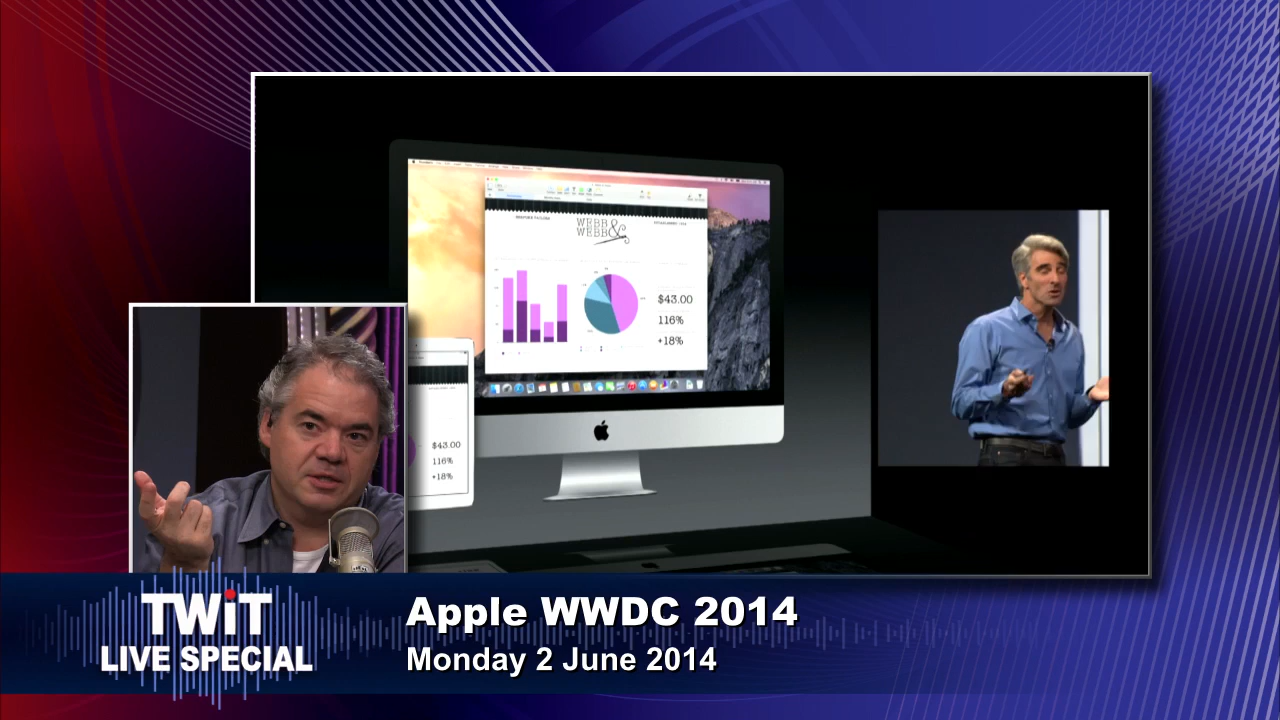 WEBB &
WEBB
$43.00
116%
+18%
$43.00
116%
+18%
TWiT
LIVE SPECIAL
Apple WWDC 2014
Monday 2 June 2014